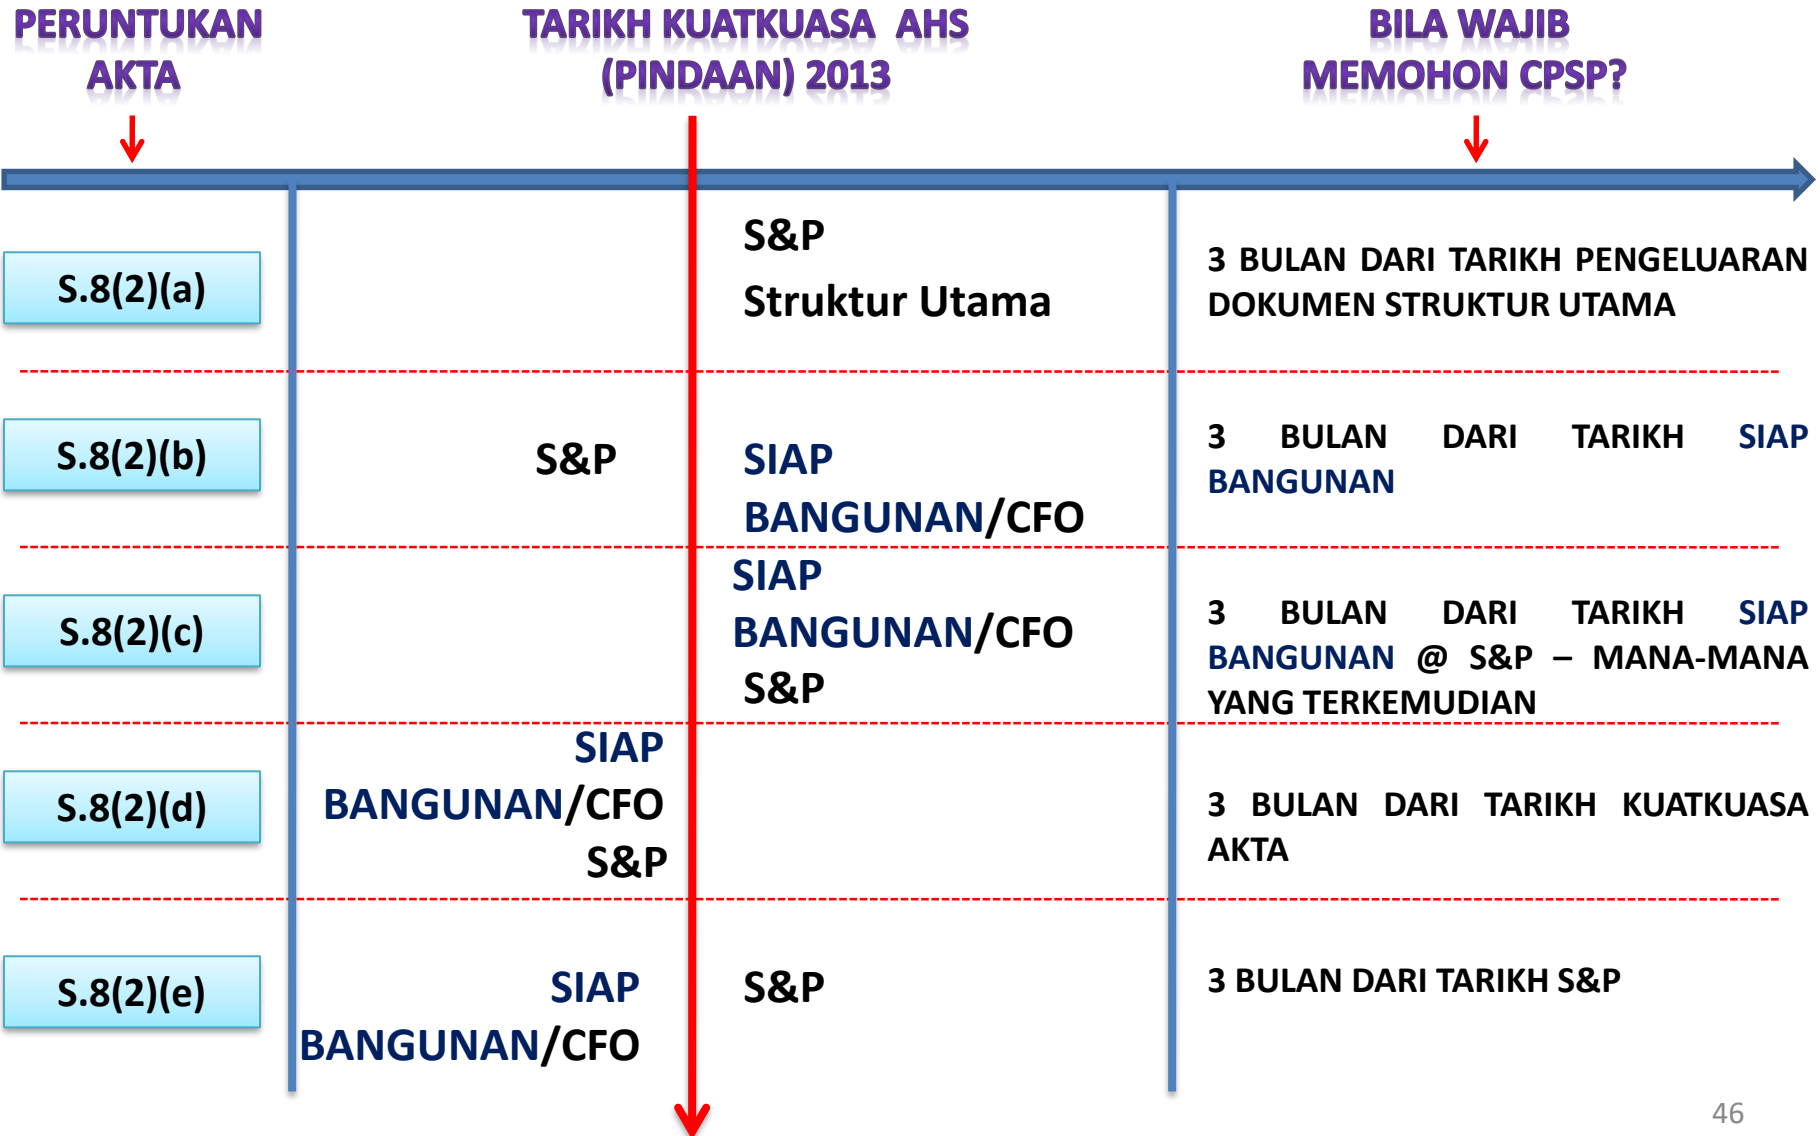 PERUNTUKAN
AKTA
TARIKH KUATKUASA AHS
(PINDAAN) 2013
BILA WAJIB
MEMOHON CPSP?
S.8(2)(a)
S&P
Struktur Utama
3 BULAN DARI TARIKH PENGELUARAN
DOKUMEN STRUKTUR UTAMA
S.8(2)(b)
S&P
SIAP
BANGUNAN/CFO
3 BULAN DARI TARIKH SIAP
BANGUNAN
S.8(2)(c)
SIAP
BANGUNAN/CFO
S&P
3 BULAN DARI TARIKH SIAP
BANGUNAN @ S&P – MANA-MANA
YANG TERKEMUDIAN
S.8(2)(d)
SIAP
BANGUNAN/CFO
S&P
3 BULAN DARI TARIKH KUATKUASA
AKTA
S.8(2)(e)
SIAP
BANGUNAN/CFO
S&P
3 BULAN DARI TARIKH S&P
46